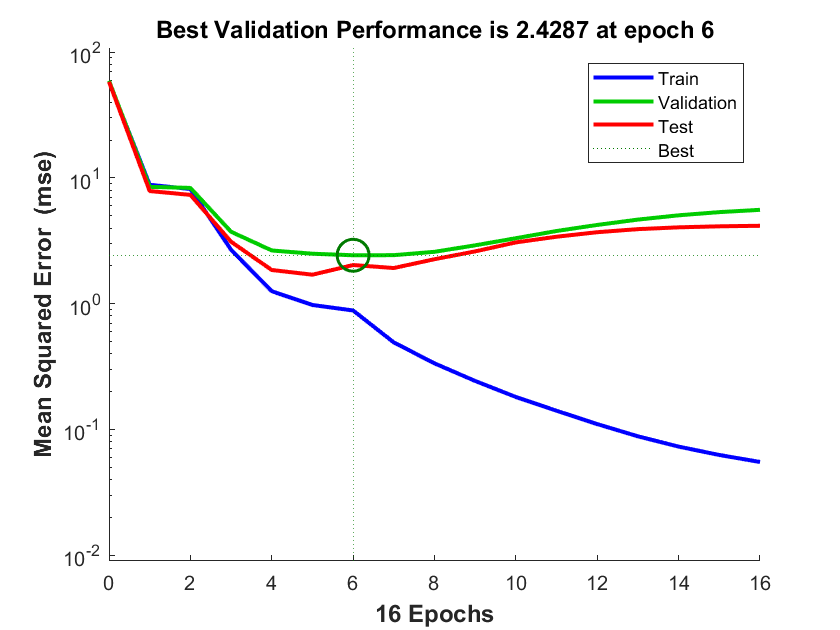 Best Validation Performance is 2.4287 at epoch 6
Mean Squared Error (mse)
10^2
10^1
10^0
10^-1
10^-2
Train
Validation
Test
Best
0 2 4 6 8 10 12 14 16
16 Epochs